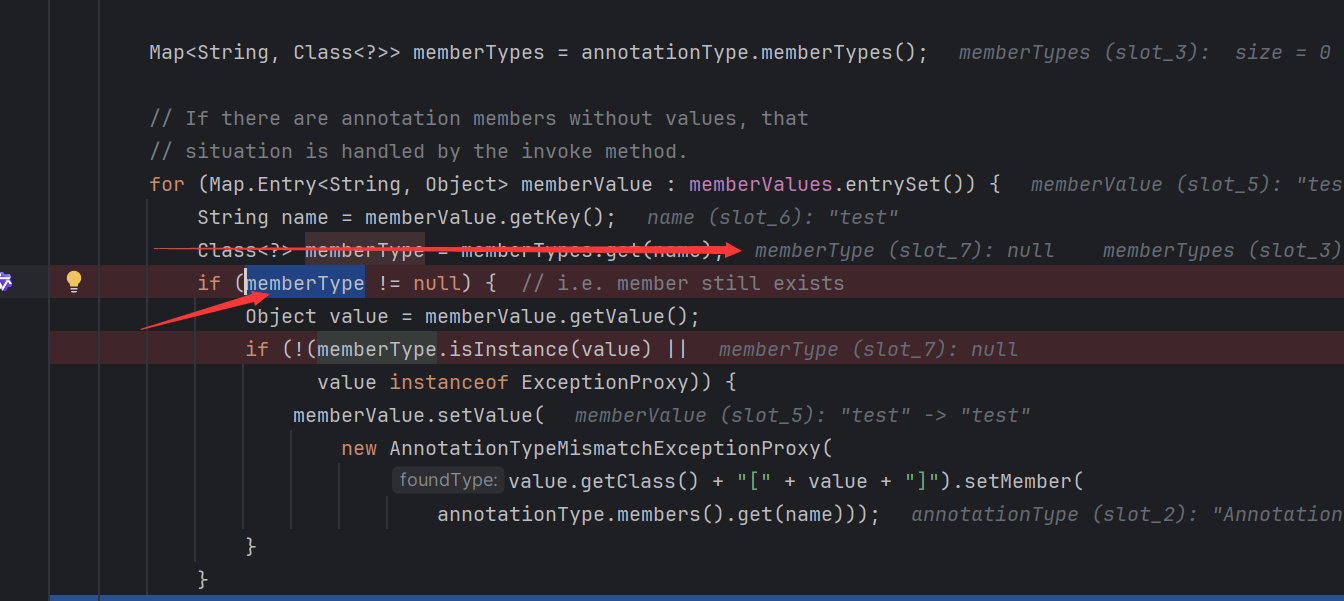 Map<String, Class<?>> memberTypes = annotationType.memberTypes(); memberTypes (slot_3): size = 0
// If there are annotation members without values, that
// situation is handled by the invoke method.
for (Map.Entry<String, Object> memberValue : memberValues.entrySet()) { memberValue (slot_5): "tes
String name = memberValue.getKey(); name (slot_6): "test"
Class<?> memberType = memberTypes.get(name); memberType (slot_7): null memberTypes (slot_3)
if (memberType != null) { // i.e. member still exists
Object value = memberValue.getValue();
if (!(memberType.isInstance(value) || memberType (slot_7): null
value instanceof ExceptionProxy)) {
memberValue.setValue( memberValue (slot_5): "test" -> "test"
new AnnotationTypeMismatchExceptionProxy(
foundType: value.getClass() + "[" + value + "]").setMember(
annotationType.members().get(name))); annotationType (slot_2): "Annotation
}
}